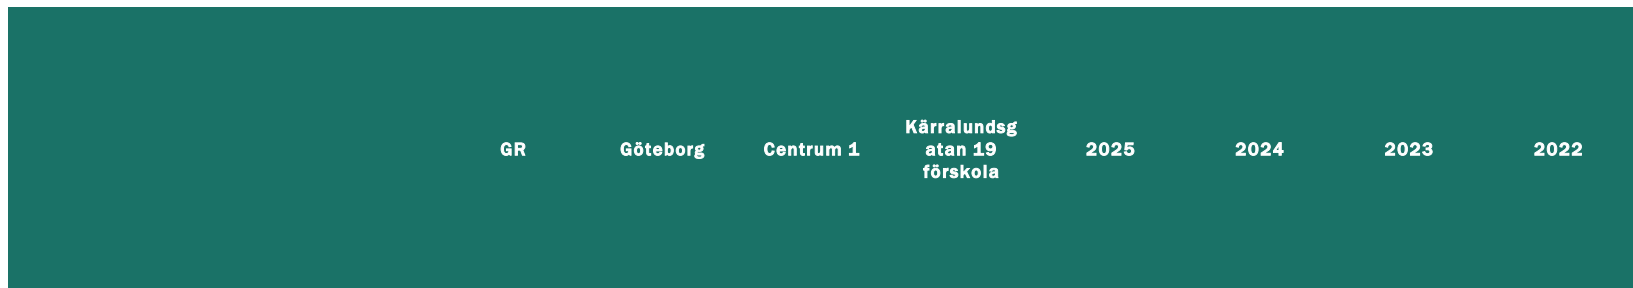 GR
Göteborg
Centrum 1
Kärralundsg
atan 19
förskola
2025
2024
2023
2022